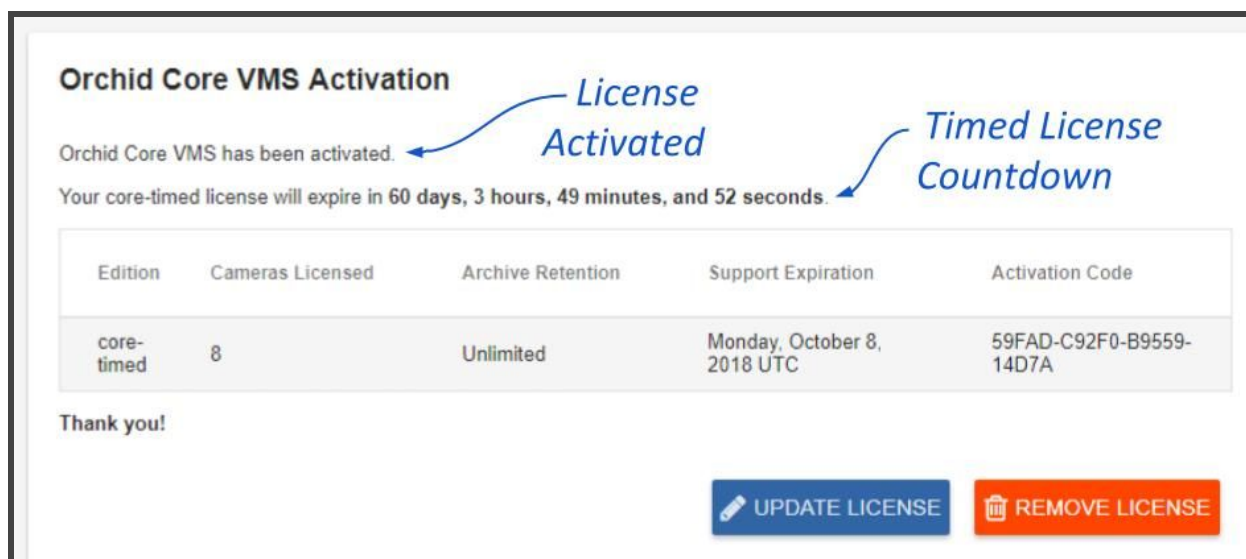 Orchid Core VMS Activation
License
Activated
Timed License
Countdown
Orchid Core VMS has been activated.
Your core-timed license will expire in 60 days, 3 hours, 49 minutes, and 52 seconds.
Edition Cameras Licensed Archive Retention Support Expiration Activation Code
core-
timed 8 Unlimited Monday, October 8,
2018 UTC 59FAD-C92F0-B9559-
14D7A
Thank you!
UPDATE LICENSE REMOVE LICENSE